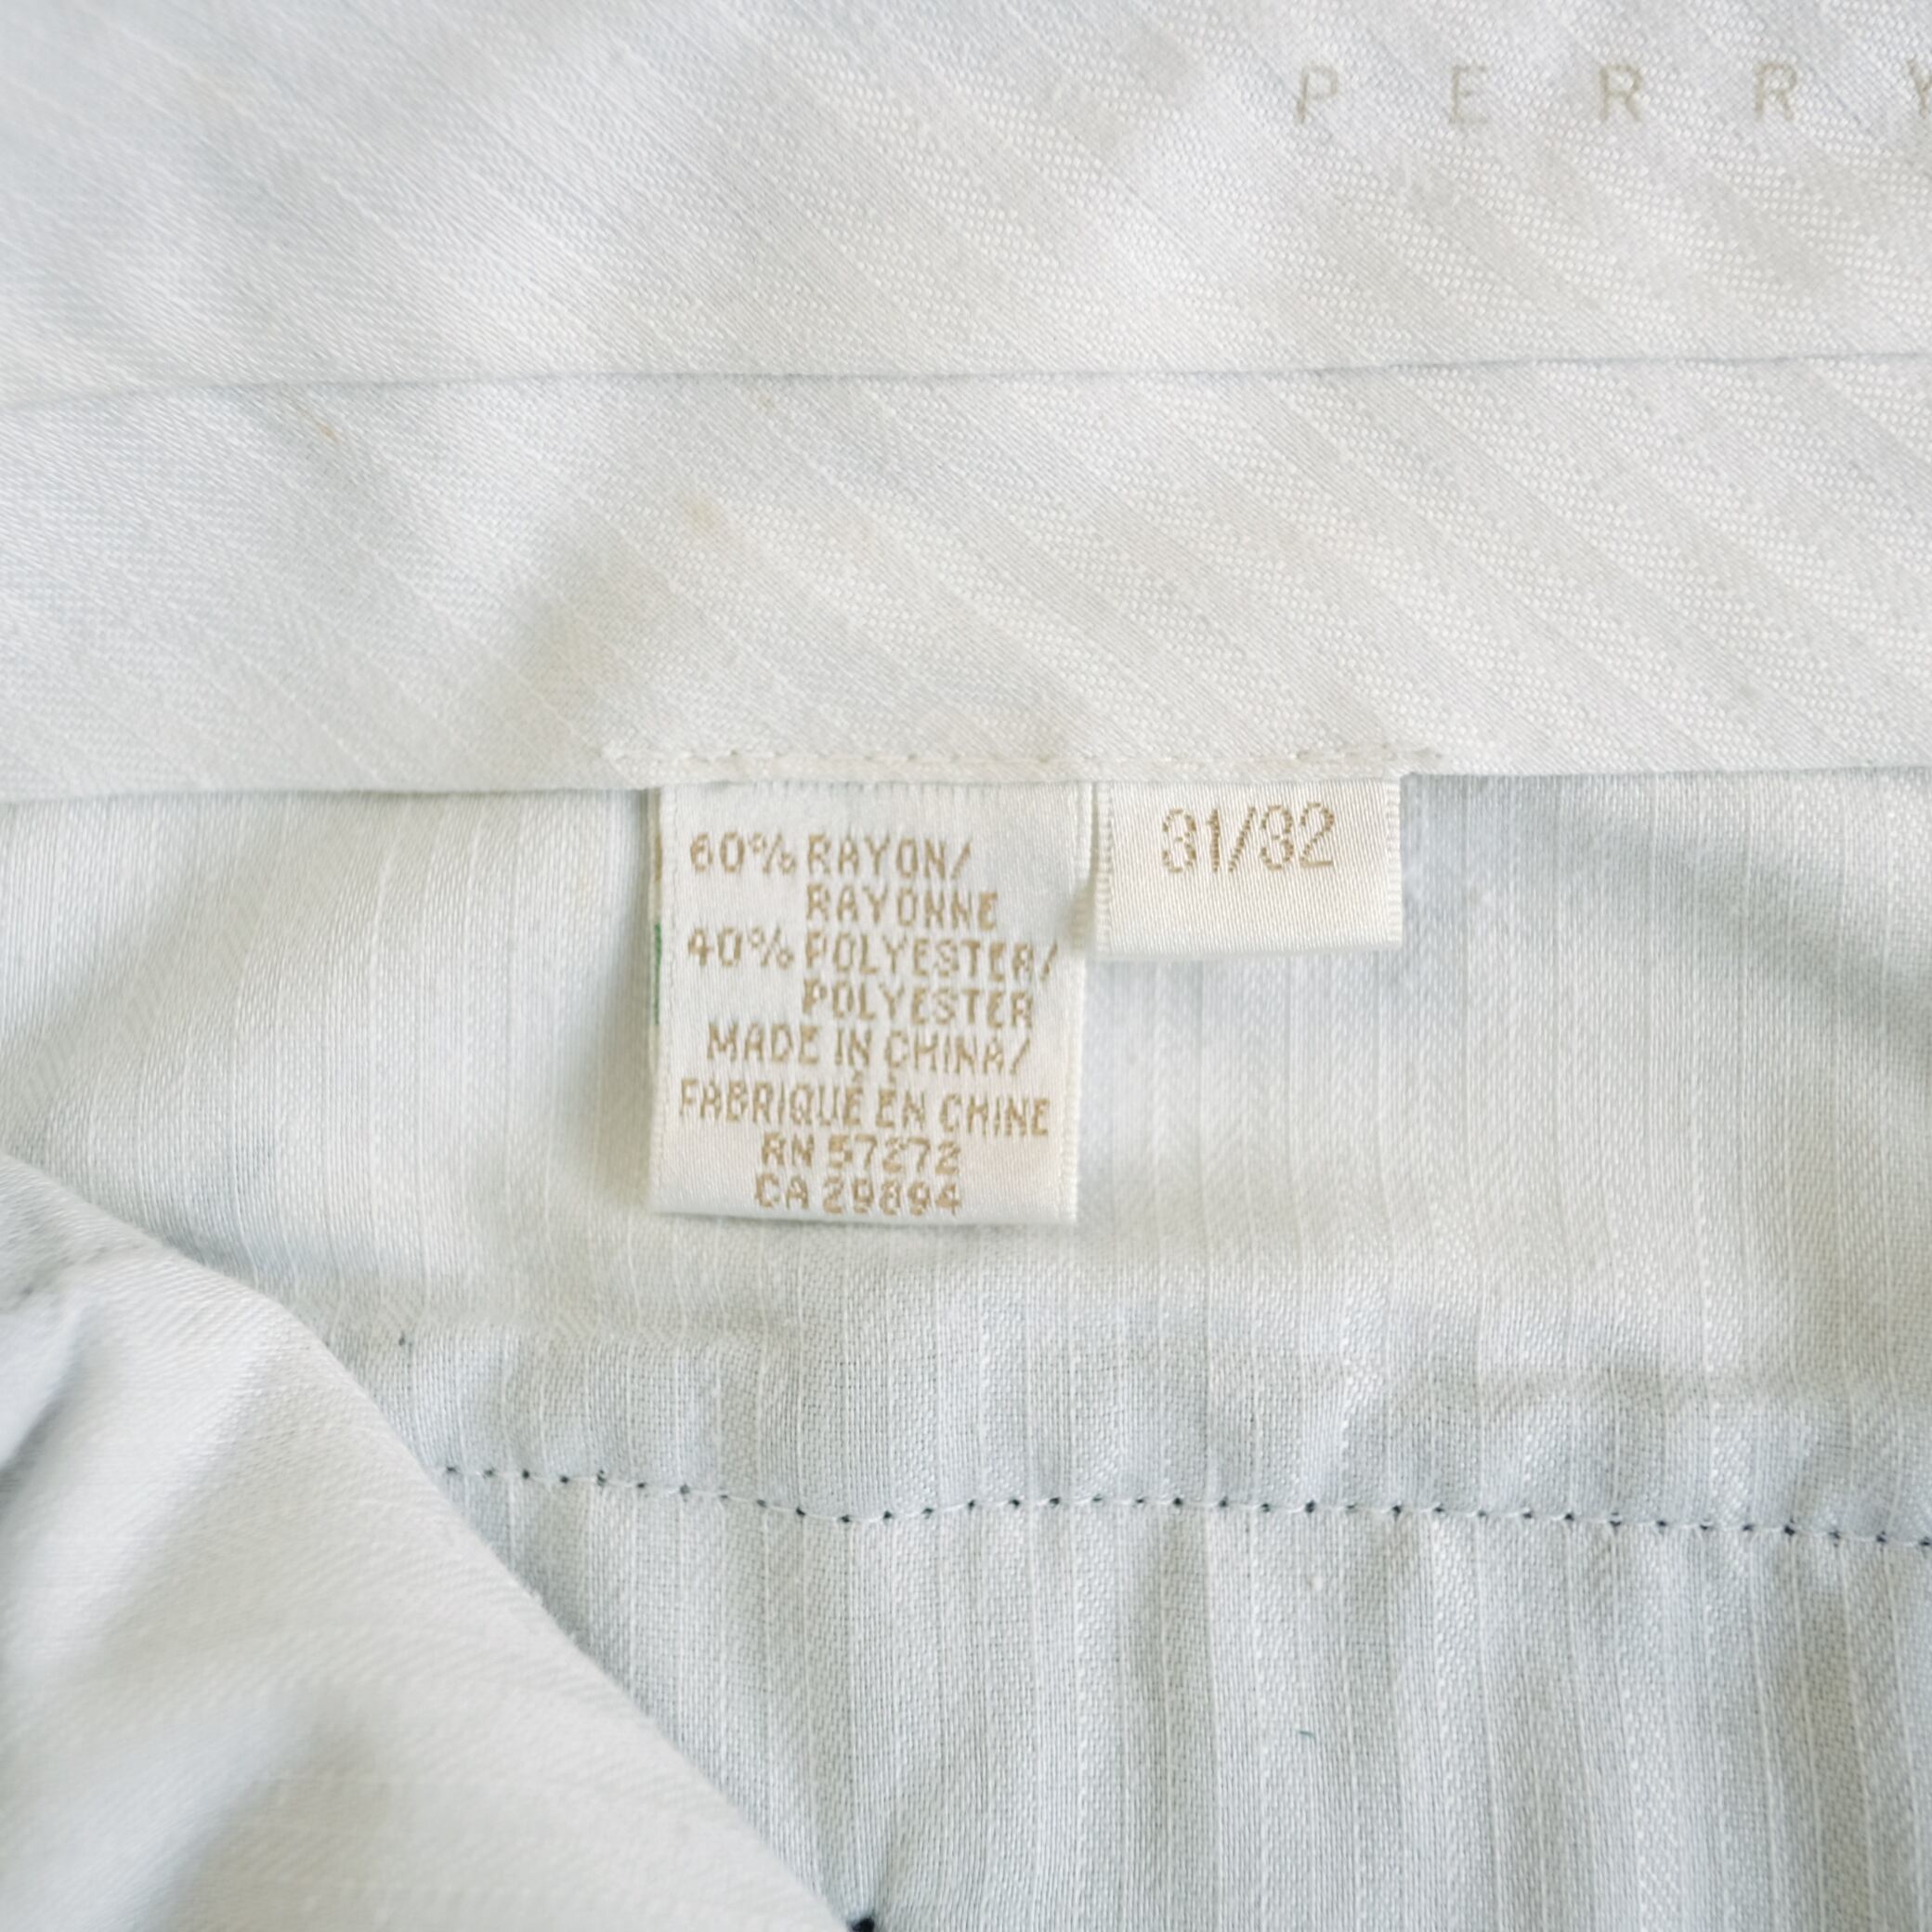 PERRY
60% RAYON/
RAYONNE
40% POLYESTER/
POLYESTER
MADE IN CHINA/
FABRIQUÉ EN CHINE
RN 57272
CA 29894
31/32